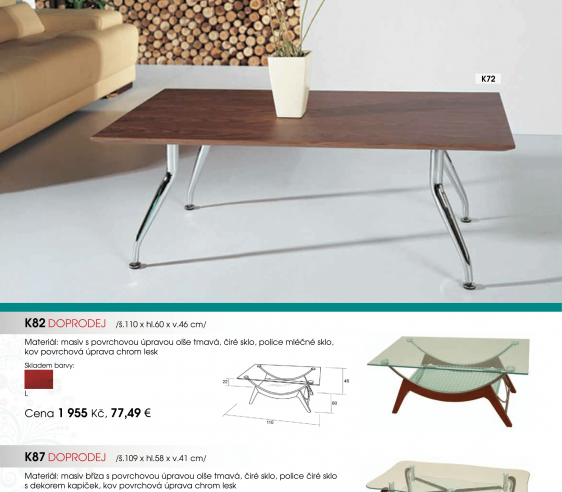 K72
K82 DOPRODEJ /š.110 x hl.60 x v.46 cm/
Materiál: masiv s povrchovou úpravou olše tmavá, čiré sklo, police mléčné sklo,
kov povrchová úprava chrom lesk
Skladem barvy:
L
Cena 1 955 Kč, 77,49 €
22
46
60
110
K87 DOPRODEJ /š.109 x hl.58 x v.41 cm/
Materiál: masiv bříza s povrchovou úpravou olše tmavá, čiré sklo, police čiré sklo
s dekorem kapiček, kov povrchová úprava chrom lesk